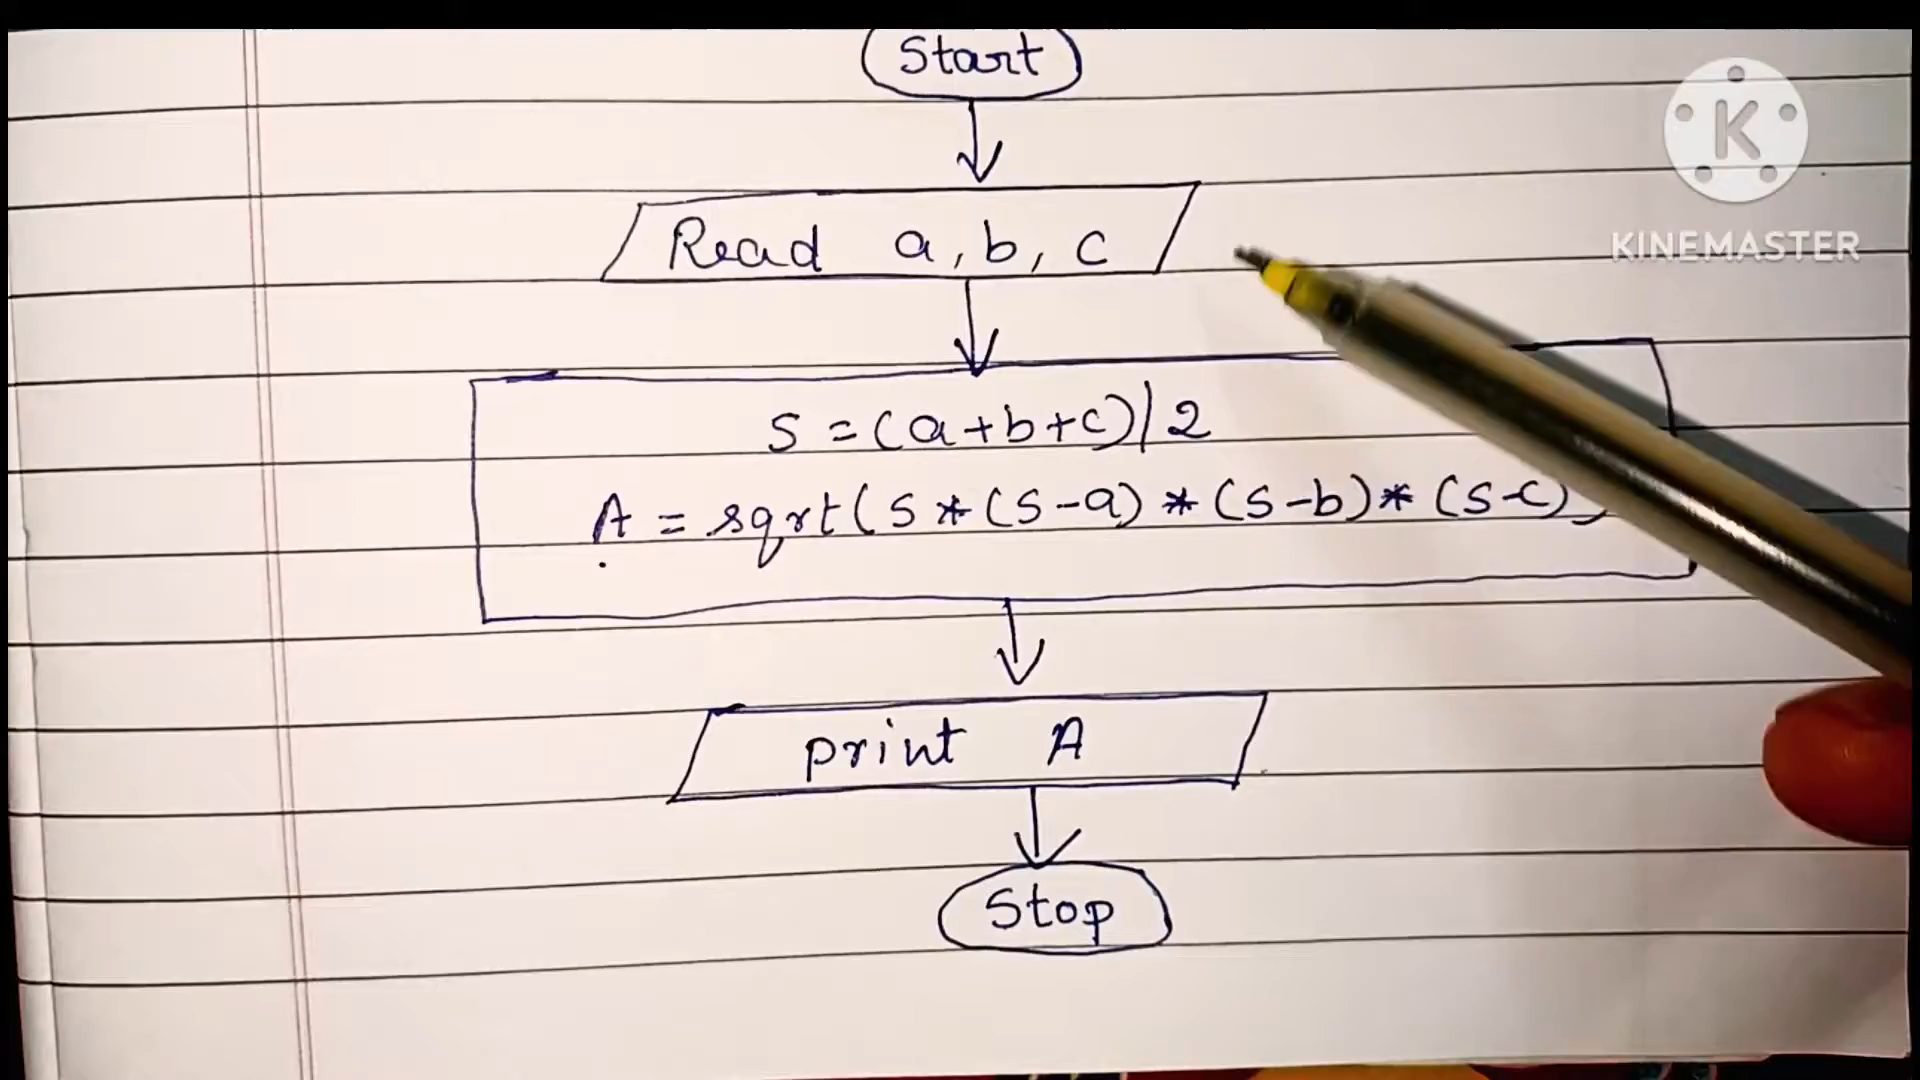 Start
Read a, b, c
S = (a+b+c)/2
A = sqrt(S*(S-a)*(S-b)*(S-c)
print A
Stop
K
KINEMASTER